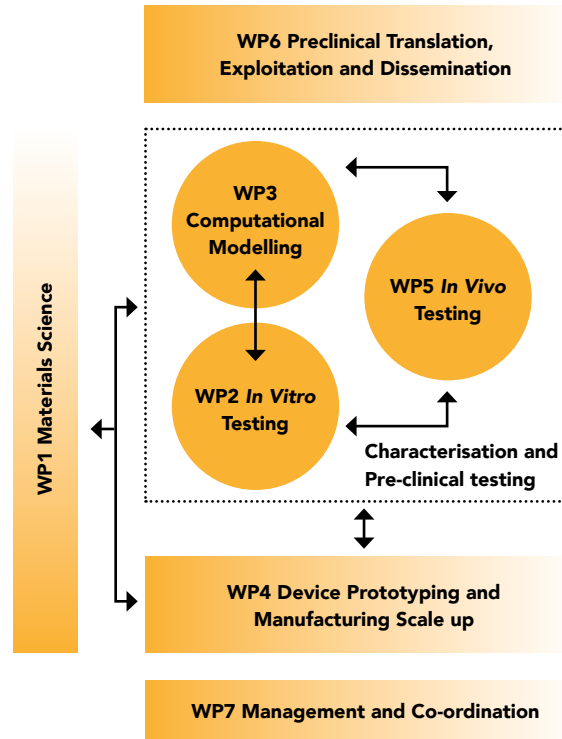 WP6 Preclinical Translation,
Exploitation and Dissemination
WP1 Materials Science
WP3
Computational
Modelling
WP5 In Vivo
Testing
WP2 In Vitro
Testing
Characterisation and
Pre-clinical testing
WP4 Device Prototyping and
Manufacturing Scale up
WP7 Management and Co-ordination